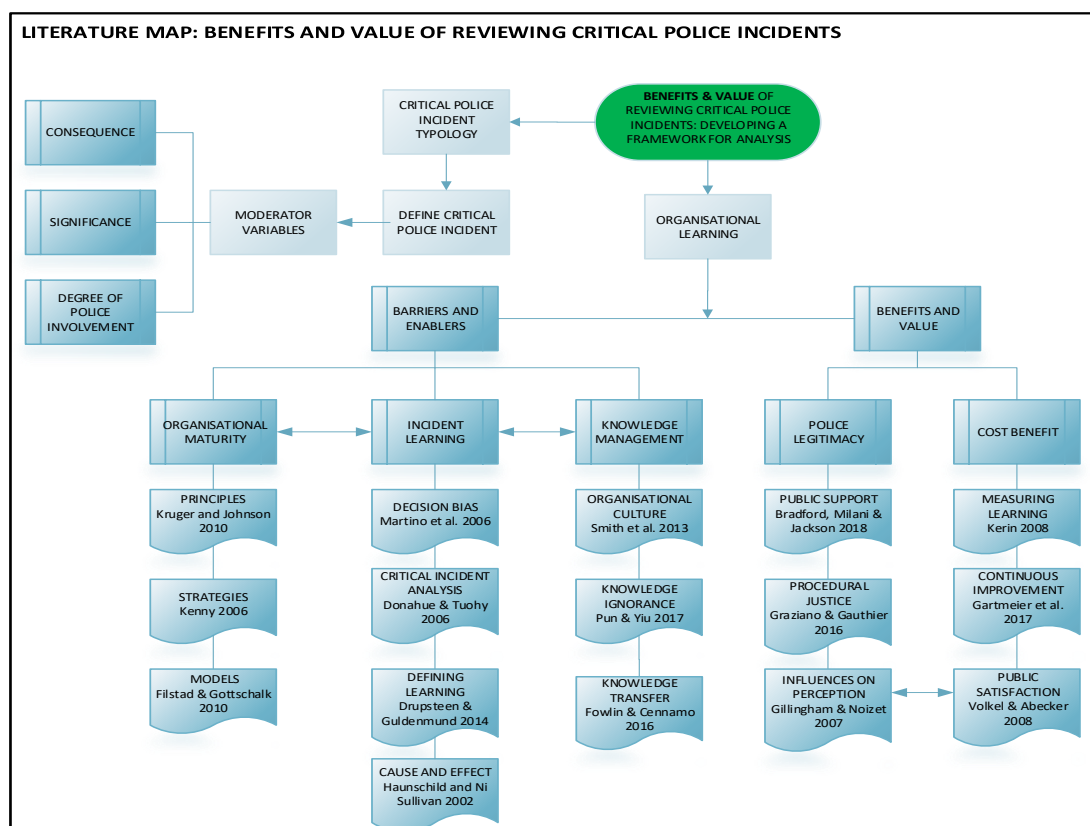 LITERATURE MAP: BENEFITS AND VALUE OF REVIEWING CRITICAL POLICE INCIDENTS
BENEFITS & VALUE OF
REVIEWING CRITICAL POLICE
INCIDENTS: DEVELOPING A
FRAMEWORK FOR ANALYSIS
CRITICAL POLICE
INCIDENT
TYPOLOGY
CONSEQUENCE
SIGNIFICANCE
MODERATOR
VARIABLES
DEFINE CRITICAL
POLICE INCIDENT
ORGANISATIONAL
LEARNING
DEGREE OF
POLICE
INVOLVEMENT
BARRIERS AND
ENABLERS
BENEFITS AND
VALUE
ORGANISATIONAL
MATURITY
INCIDENT
LEARNING
KNOWLEDGE
MANAGEMENT
POLICE
LEGITIMACY
COST BENEFIT
PRINCIPLES
Kruger and Johnson
2010
DECISION BIAS
Martino et al. 2006
ORGANISATIONAL
CULTURE
Smith et al. 2013
PUBLIC SUPPORT
Bradford, Milani &
Jackson 2018
MEASURING
LEARNING
Kerin 2008
STRATEGIES
Kenny 2006
CRITICAL INCIDENT
ANALYSIS
Donahue & Tuohy
2006
KNOWLEDGE
IGNORANCE
Pun & Yiu 2017
PROCEDURAL
JUSTICE
Graziano & Gauthier
2016
CONTINUOUS
IMPROVEMENT
Gartmeier et al.
2017
MODELS
Filstad & Gottschalk
2010
DEFINING
LEARNING
Drupsteen &
Guldenmund 2014
KNOWLEDGE
TRANSFER
Fowlin & Cennamo
2016
INFLUENCES ON
PERCEPTION
Gillingham & Noizet
2007
PUBLIC
SATISFACTION
Volkel & Abecker
2008
CAUSE AND EFFECT
Haunschild and Ni
Sullivan 2002